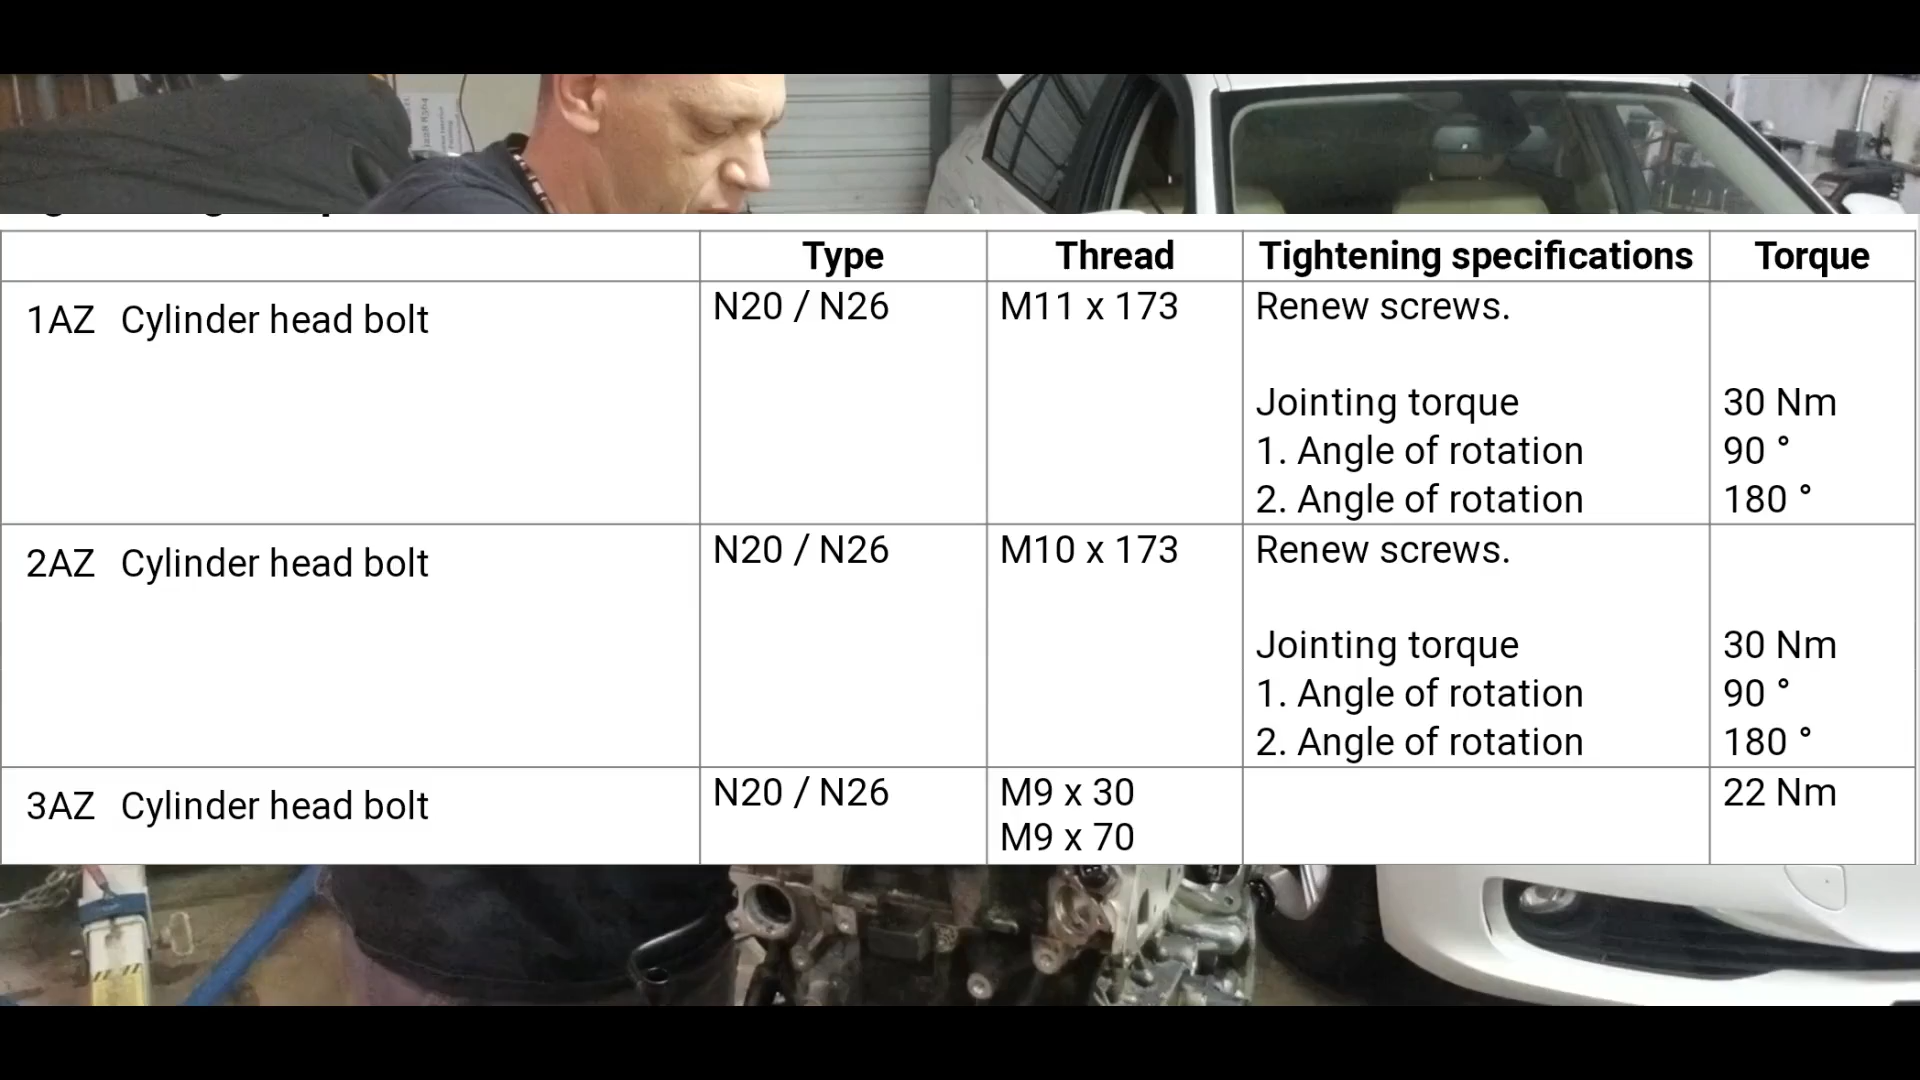 Type Thread Tightening specifications Torque
1AZ Cylinder head bolt N20 / N26 M11 x 173 Renew screws.
Jointing torque 30 Nm
1. Angle of rotation 90 °
2. Angle of rotation 180 °
2AZ Cylinder head bolt N20 / N26 M10 x 173 Renew screws.
Jointing torque 30 Nm
1. Angle of rotation 90 °
2. Angle of rotation 180 °
3AZ Cylinder head bolt N20 / N26 M9 x 30 22 Nm
M9 x 70